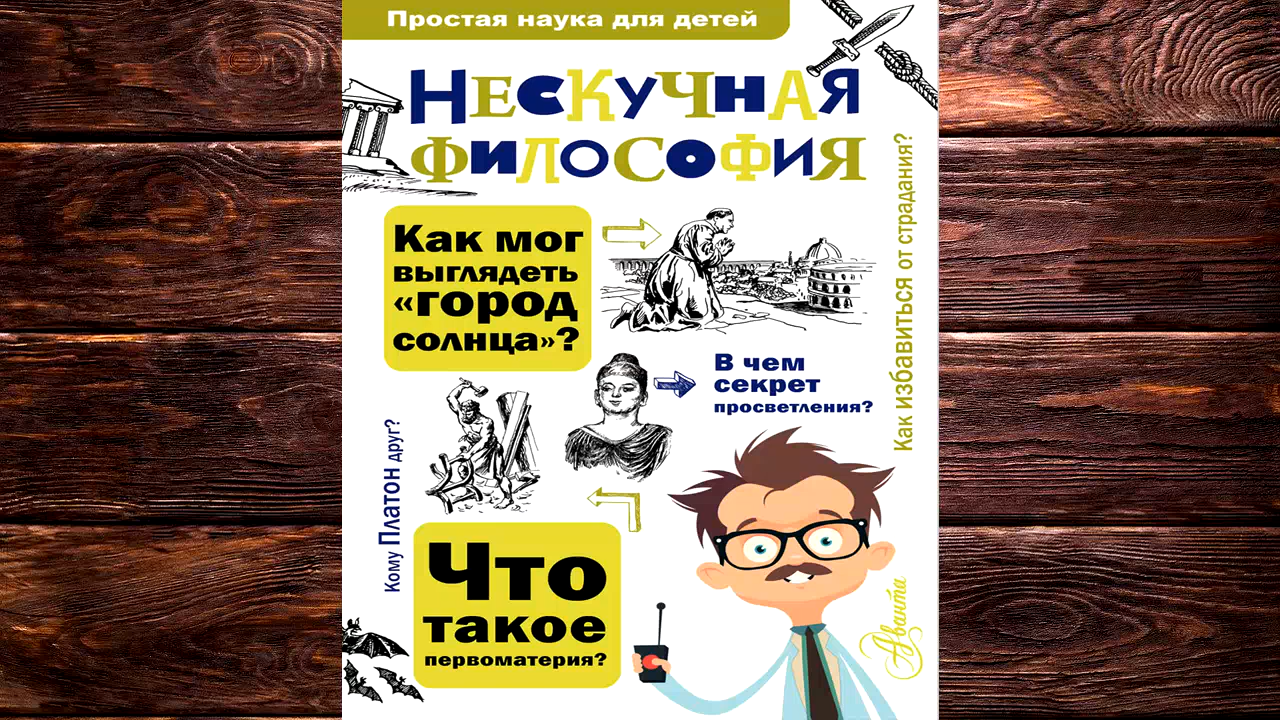 Простая наука для детей
Нескучная
философия
Как мог
выглядеть
«город
солнца»?
Как избавиться от страдания?
В чем
секрет
просветления?
Кому Платон друг?
Что
такое
первоматерия?
Аванта